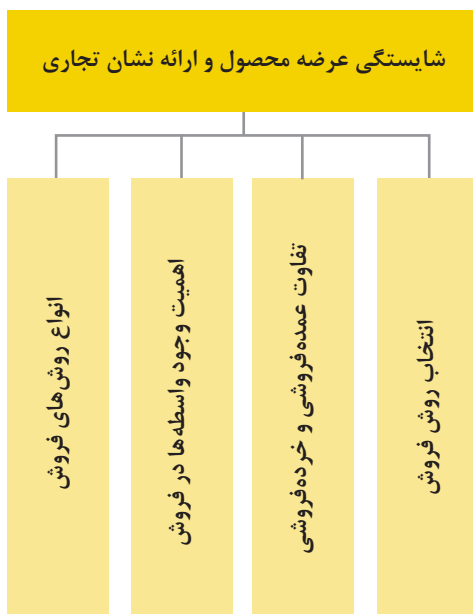 شایستگی عرضه محصول و ارائه نشان تجاری
انتخاب روش فروش
تفاوت عمده‌فروشی و خرده‌فروشی
اهمیت وجود واسطه‌ها در فروش
انواع روش‌های فروش